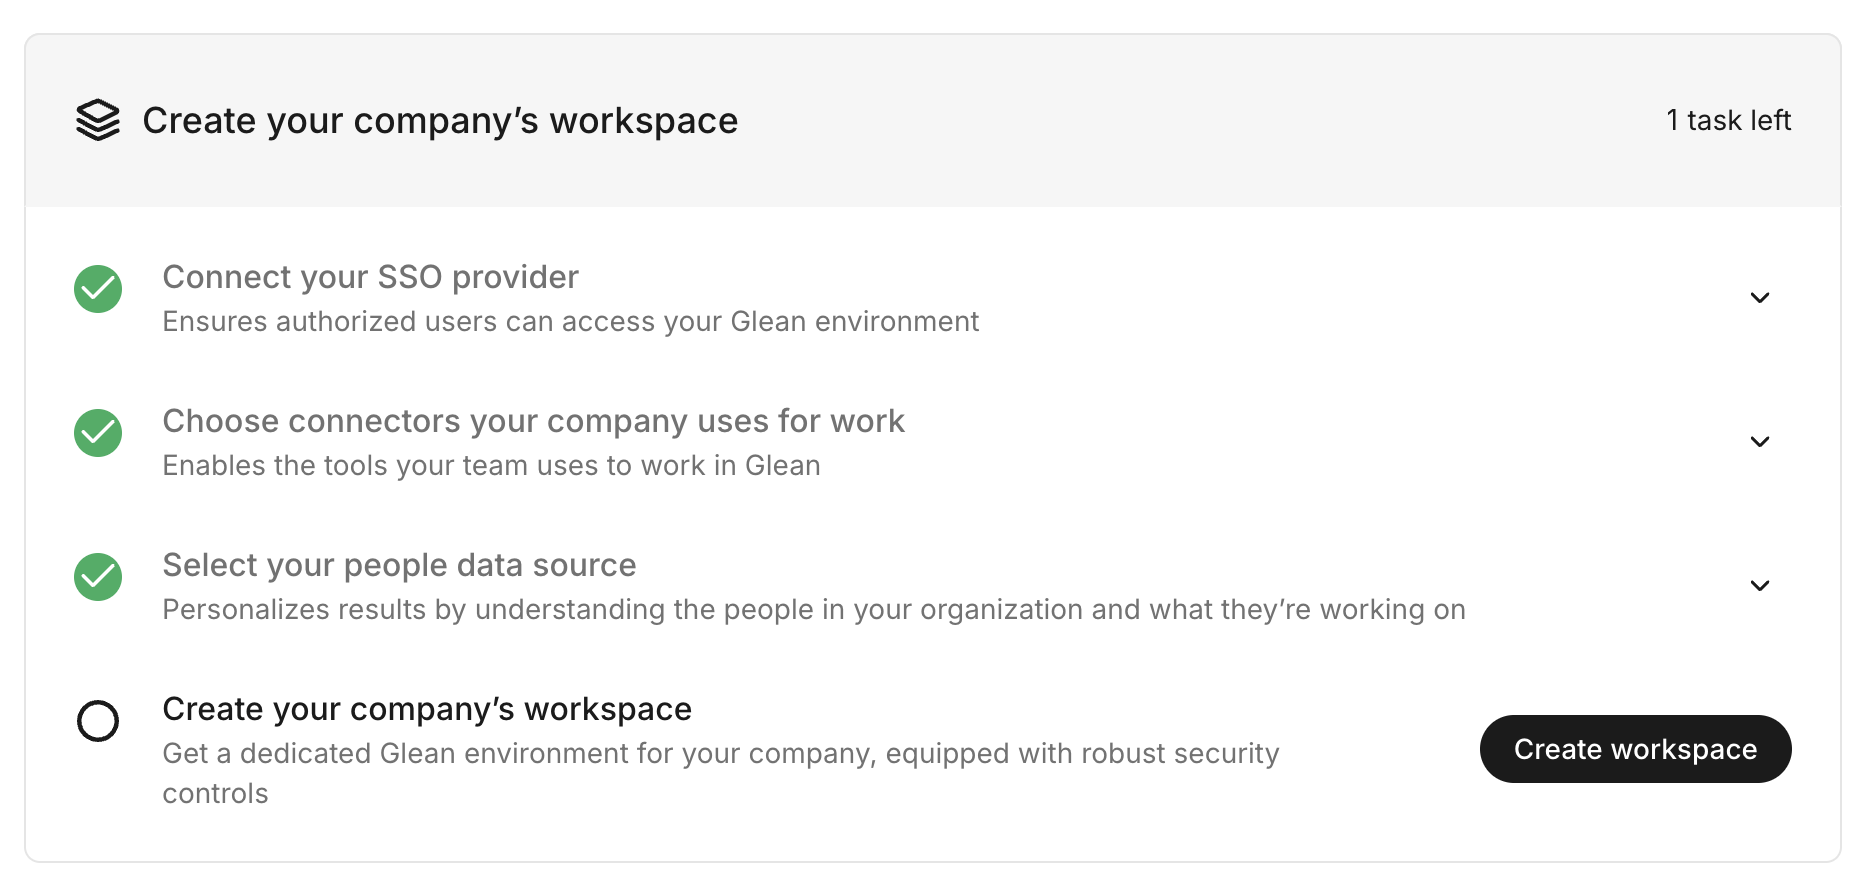 Create your company’s workspace
1 task left
Connect your SSO provider
Ensures authorized users can access your Glean environment
Choose connectors your company uses for work
Enables the tools your team uses to work in Glean
Select your people data source
Personalizes results by understanding the people in your organization and what they’re working on
Create your company’s workspace
Get a dedicated Glean environment for your company, equipped with robust security
controls
Create workspace